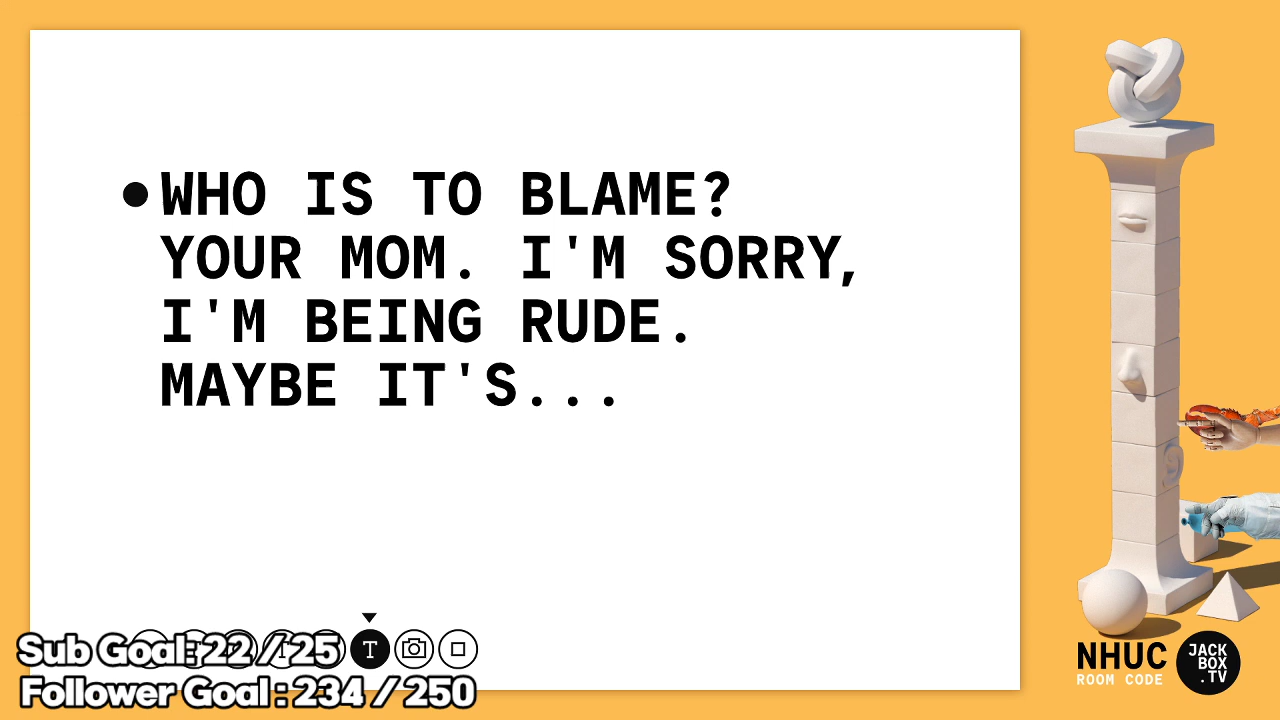 WHO IS TO BLAME?
YOUR MOM. I'M SORRY,
I'M BEING RUDE.
MAYBE IT'S...
T
Sub Goal: 22 / 25
Follower Goal : 234 / 250
NHUC
ROOM CODE
JACK
BOX
.TV